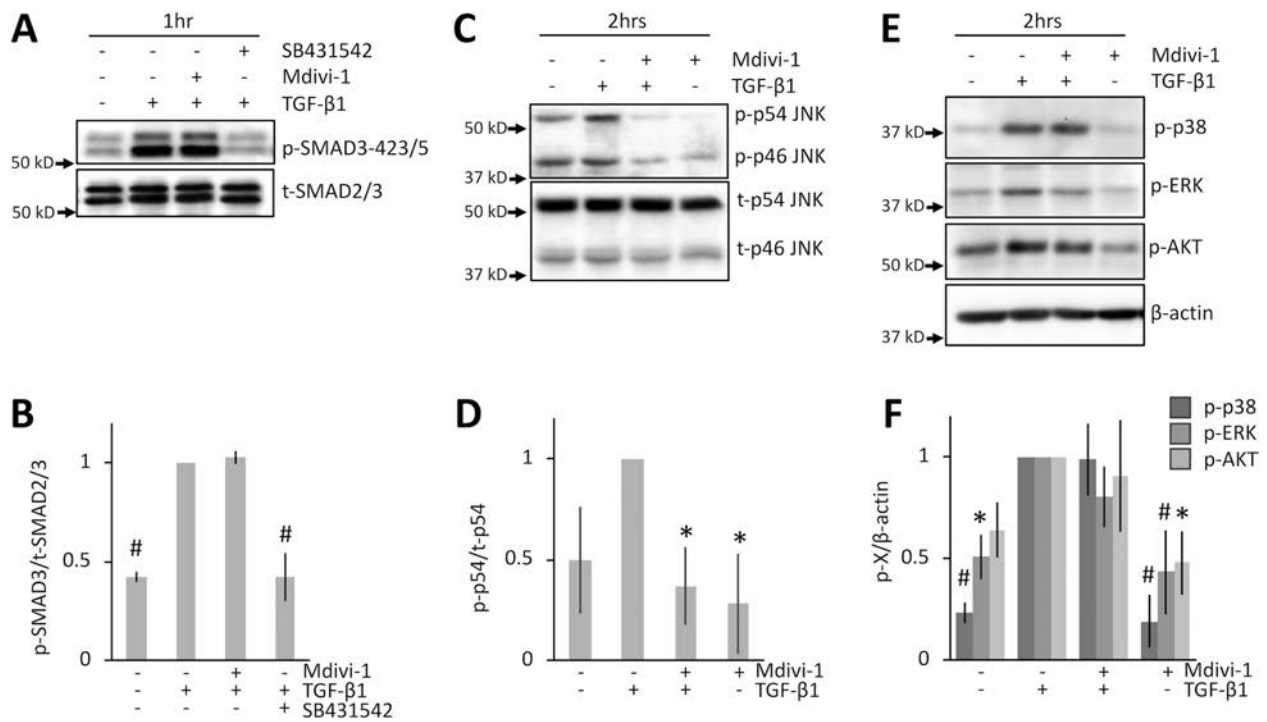 A
1hr
- - - + SB431542
- - + - Mdivi-1
- + + + TGF-β1
p-SMAD3-423/5
50 kD
t-SMAD2/3
50 kD
C
2hrs
- - + + Mdivi-1
- + + - TGF-β1
p-p54 JNK
50 kD
p-p46 JNK
37 kD
t-p54 JNK
50 kD
t-p46 JNK
37 kD
E
2hrs
- - + + Mdivi-1
- + + - TGF-β1
37 kD
p-p38
p-ERK
37 kD
p-AKT
50 kD
β-actin
37 kD
B
p-SMAD3/t-SMAD2/3
1
0.5
0
# #
- - + - Mdivi-1
- + + + TGF-β1
- - - + SB431542
D
p-p54/t-p54
1
0.5
0
* *
- - + + Mdivi-1
- + + - TGF-β1
F
p-p38
p-ERK
p-AKT
p-X/β-actin
1
0.5
0
# * # # *
- - + + Mdivi-1
- + + - TGF-β1